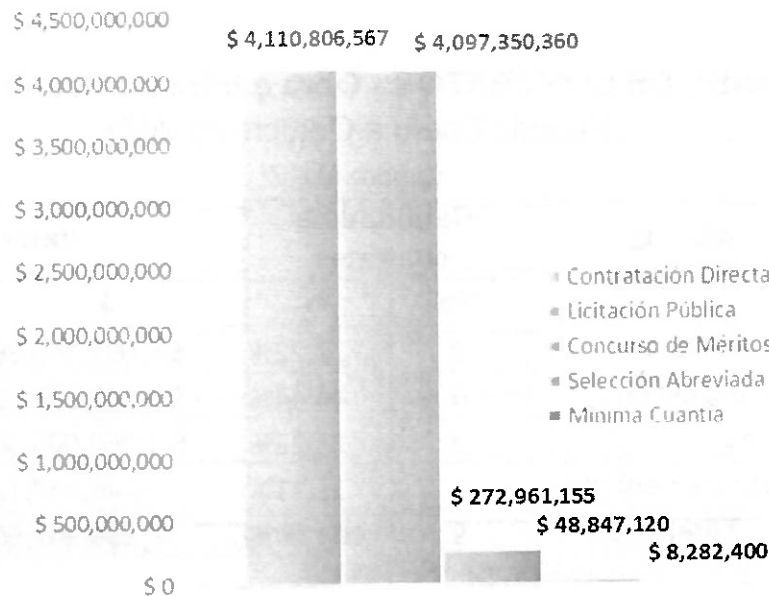 $ 4,500,000,000
$ 4,110,806,567 $ 4,097,350,360
$ 4,000,000,000
$ 3,500,000,000
$ 3,000,000,000
$ 2,500,000,000
$ 2,000,000,000
$ 1,500,000,000
$ 1,000,000,000
$ 500,000,000
$ 0
Contratación Directa
Licitación Pública
Concurso de Méritos
Selección Abreviada
Mínima Cuantía
$ 272,961,155
$ 48,847,120
$ 8,282,400